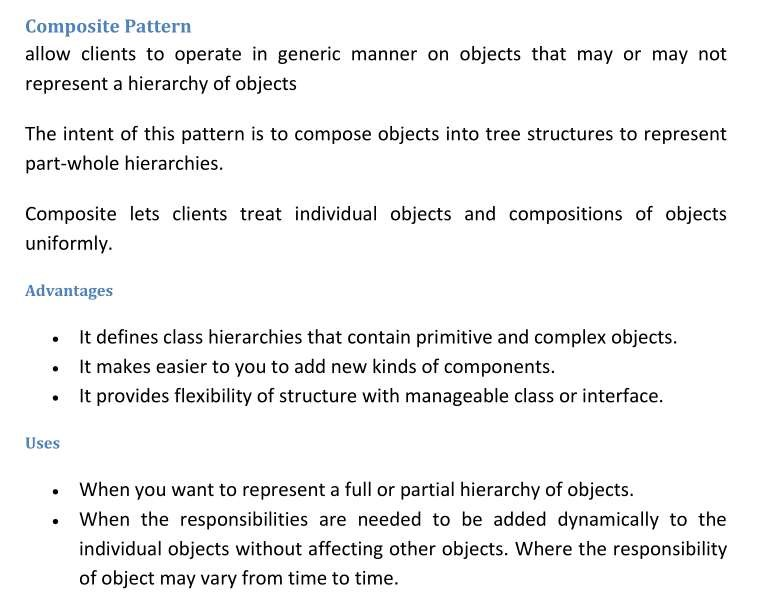 Composite Pattern
allow clients to operate in generic manner on objects that may or may not
represent a hierarchy of objects
The intent of this pattern is to compose objects into tree structures to represent
part-whole hierarchies.
Composite lets clients treat individual objects and compositions of objects
uniformly.
Advantages
• It defines class hierarchies that contain primitive and complex objects.
• It makes easier to you to add new kinds of components.
• It provides flexibility of structure with manageable class or interface.
Uses
• When you want to represent a full or partial hierarchy of objects.
• When the responsibilities are needed to be added dynamically to the
individual objects without affecting other objects. Where the responsibility
of object may vary from time to time.